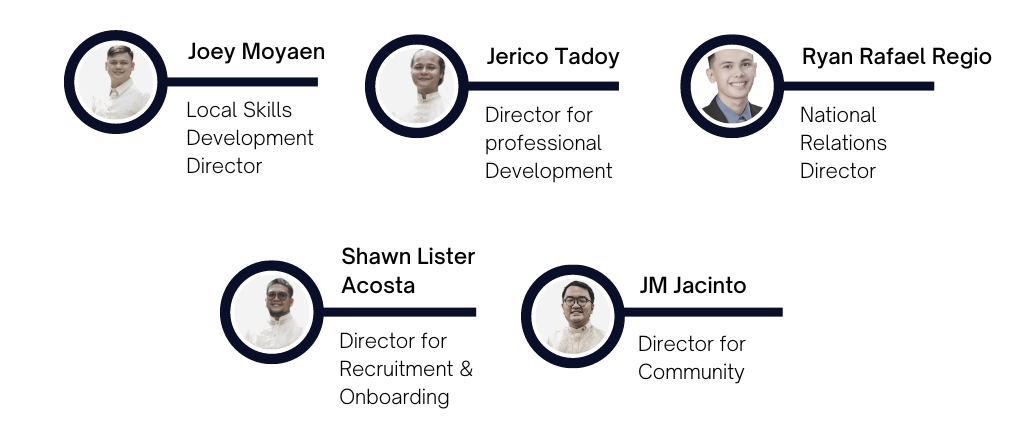 Joey Moyaen
Local Skills
Development
Director
Jerico Tadoy
Director for
professional
Development
Ryan Rafael Regio
National
Relations
Director
Shawn Lister
Acosta
Director for
Recruitment &
Onboarding
JM Jacinto
Director for
Community